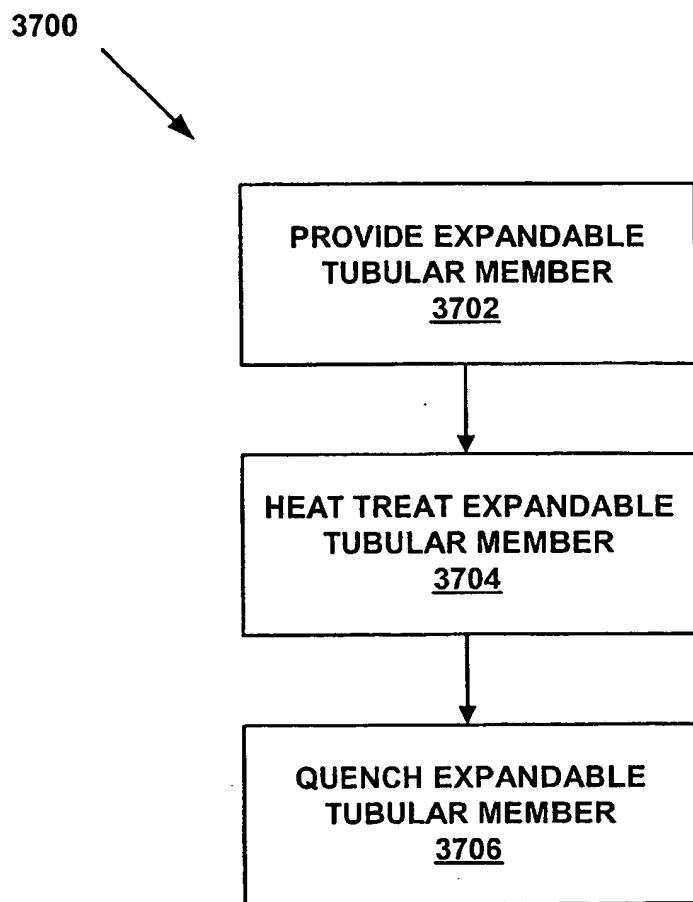 3700
PROVIDE EXPANDABLE
TUBULAR MEMBER
3702
HEAT TREAT EXPANDABLE
TUBULAR MEMBER
3704
QUENCH EXPANDABLE
TUBULAR MEMBER
3706